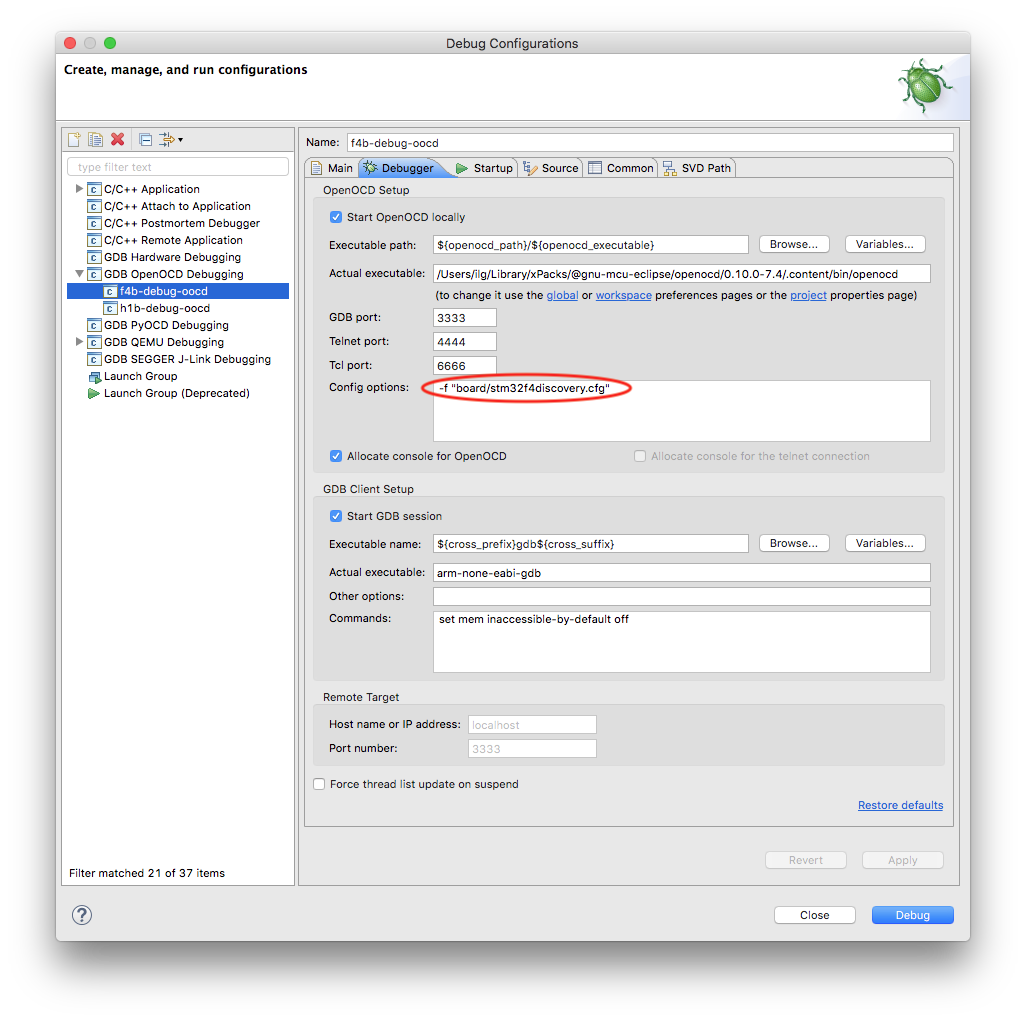 Debug Configurations
Create, manage, and run configurations
type filter text
C/C++ Application
C/C++ Attach to Application
C/C++ Postmortem Debugger
C/C++ Remote Application
GDB Hardware Debugging
GDB OpenOCD Debugging
f4b-debug-oocd
h1b-debug-oocd
GDB PyOCD Debugging
GDB QEMU Debugging
GDB SEGGER J-Link Debugging
Launch Group
Launch Group (Deprecated)
Filter matched 21 of 37 items
Name: f4b-debug-oocd
Main Debugger Startup Source Common SVD Path
OpenOCD Setup
Start OpenOCD locally
Executable path: ${openocd_path}/${openocd_executable} Browse... Variables...
Actual executable: /Users/ilg/Library/xPacks/@gnu-mcu-eclipse/openocd/0.10.0-7.4/.content/bin/openocd
(to change it use the global or workspace preferences pages or the project properties page)
GDB port: 3333
Telnet port: 4444
Tcl port: 6666
Config options: -f "board/stm32f4discovery.cfg"
Allocate console for OpenOCD Allocate console for the telnet connection
GDB Client Setup
Start GDB session
Executable name: ${cross_prefix}gdb${cross_suffix} Browse... Variables...
Actual executable: arm-none-eabi-gdb
Other options:
Commands: set mem inaccessible-by-default off
Remote Target
Host name or IP address: localhost
Port number: 3333
Force thread list update on suspend
Restore defaults
Revert Apply
? Close Debug